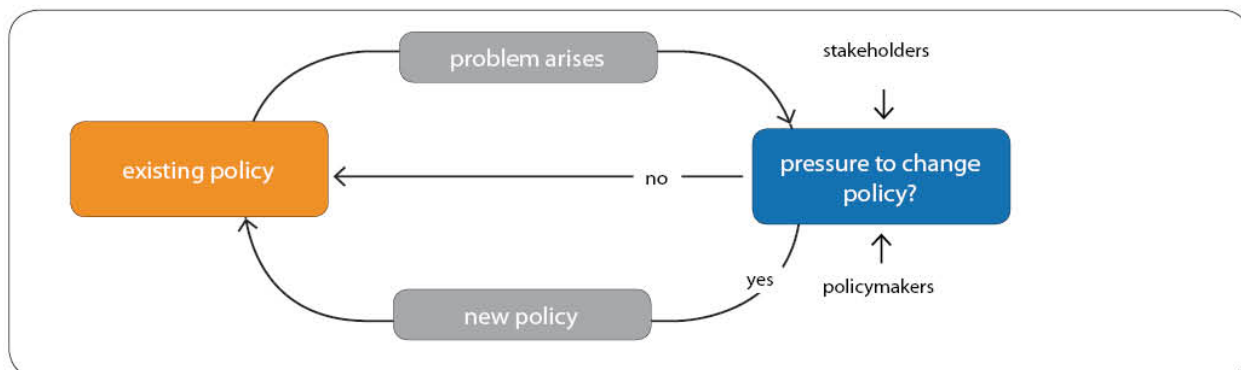 problem arises
stakeholders
existing policy
no
pressure to change
policy?
yes
policymakers
new policy